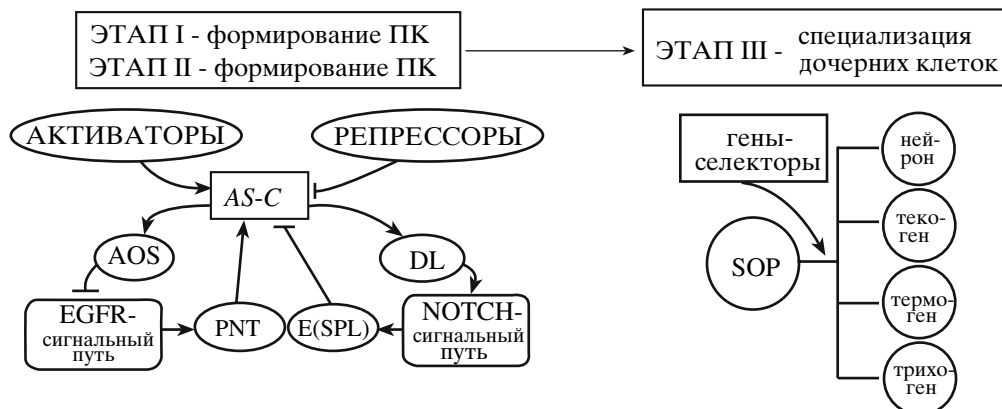 ЭТАП I - формирование ПК
ЭТАП II - формирование ПК
ЭТАП III - специализация
дочерних клеток
АКТИВАТОРЫ
РЕПРЕССОРЫ
AS-C
AOS
DL
EGFR-
сигнальный
путь
PNT
E(SPL)
NOTCH-
сигнальный
путь
гены-
селекторы
SOP
ней-
рон
теко-
ген
термо-
ген
трихо-
ген